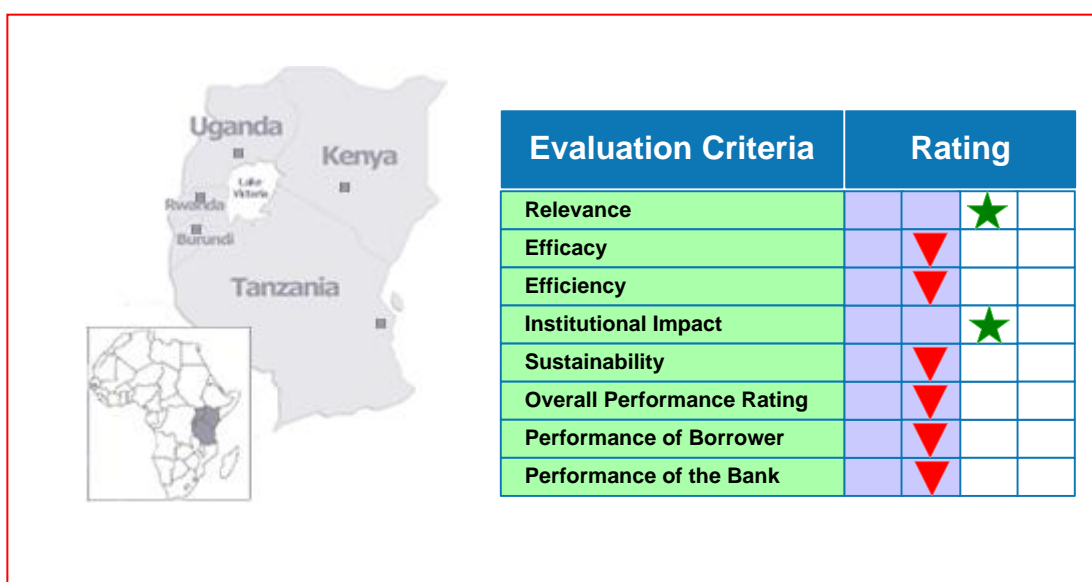 Uganda
Kenya
Lake
Victoria
Rwanda
Burundi
Tanzania
Evaluation Criteria Rating
Relevance
Efficacy
Efficiency
Institutional Impact
Sustainability
Overall Performance Rating
Performance of Borrower
Performance of the Bank